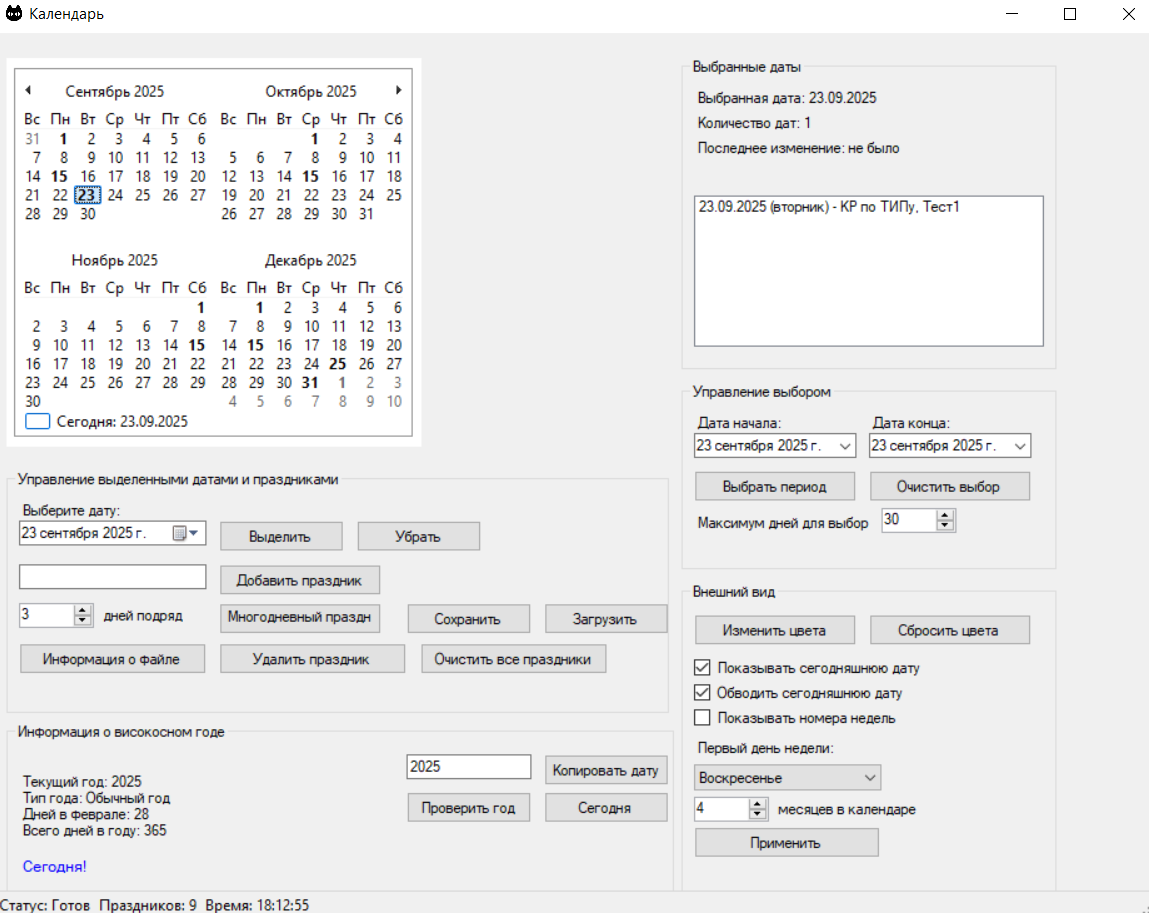 Календарь
Сентябрь 2025 Октябрь 2025
Вс Пн Вт Ср Чт Пт Сб Вс Пн Вт Ср Чт Пт Сб
31 1 2 3 4 5 6 1 2 3 4
7 8 9 10 11 12 13 5 6 7 8 9 10 11
14 15 16 17 18 19 20 12 13 14 15 16 17 18
21 22 23 24 25 26 27 19 20 21 22 23 24 25
28 29 30 26 27 28 29 30 31
Ноябрь 2025 Декабрь 2025
Вс Пн Вт Ср Чт Пт Сб Вс Пн Вт Ср Чт Пт Сб
1 1 2 3 4 5 6
2 3 4 5 6 7 8 7 8 9 10 11 12 13
9 10 11 12 13 14 15 14 15 16 17 18 19 20
16 17 18 19 20 21 22 21 22 23 24 25 26 27
23 24 25 26 27 28 29 28 29 30 31 1 2 3
30 4 5 6 7 8 9 10
Сегодня: 23.09.2025
Управление выделенными датами и праздниками
Выберите дату:
23 сентября 2025 г. Выделить Убрать
Добавить праздник
3 дней подряд Многодневный праздн Сохранить Загрузить
Информация о файле Удалить праздник Очистить все праздники
Информация о високосном годе
2025 Копировать дату
Текущий год: 2025
Тип года: Обычный год
Дней в феврале: 28
Всего дней в году: 365
Проверить год Сегодня
Сегодня!
Выбранные даты
Выбранная дата: 23.09.2025
Количество дат: 1
Последнее изменение: не было
23.09.2025 (вторник) - КР по ТИПу, Тест1
Управление выбором
Дата начала: Дата конца:
23 сентября 2025 г. 23 сентября 2025 г.
Выбрать период Очистить выбор
Максимум дней для выбор 30
Внешний вид
Изменить цвета Сбросить цвета
Показывать сегодняшнюю дату
Обводить сегодняшнюю дату
Показывать номера недель
Первый день недели:
Воскресенье
4 месяцев в календаре
Применить
Статус: Готов Праздников: 9 Время: 18:12:55